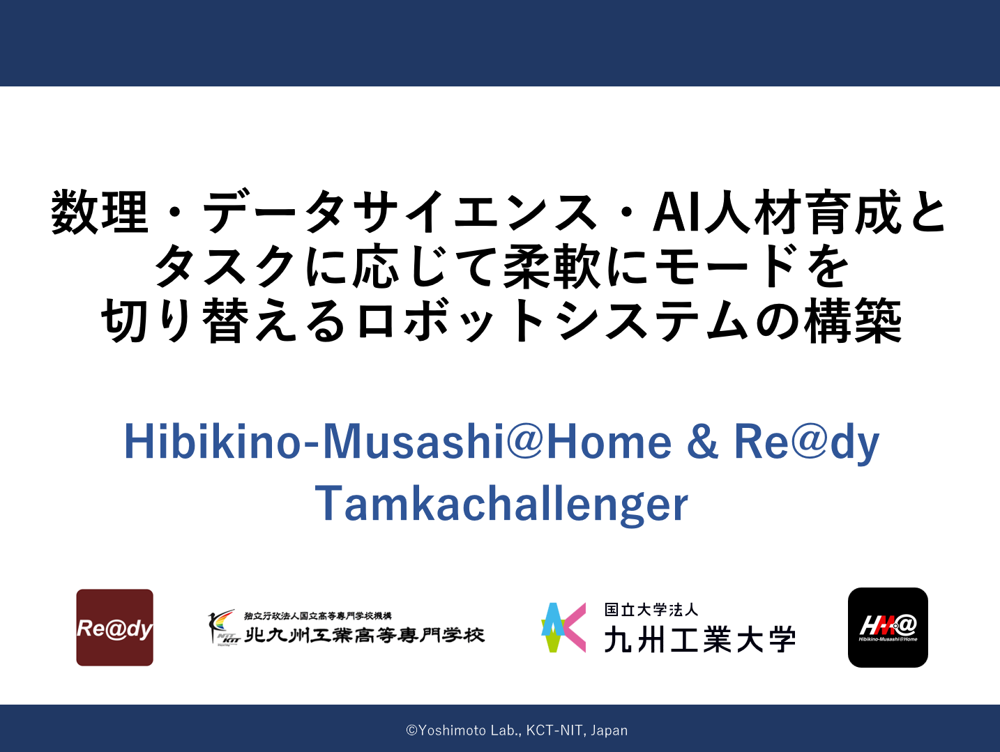 数理・データサイエンス・AI人材育成と
タスクに応じて柔軟にモードを
切り替えるロボットシステムの構築
Hibikino-Musashi@Home & Re@dy
Tamkachallenger
Re@dy
独立行政法人国立高等専門学校機構
NIT KIT
北九州工業高等専門学校
国立大学法人
九州工業大学
HM@
Hibikino-Musashi@Home
©Yoshimoto Lab., KCT-NIT, Japan